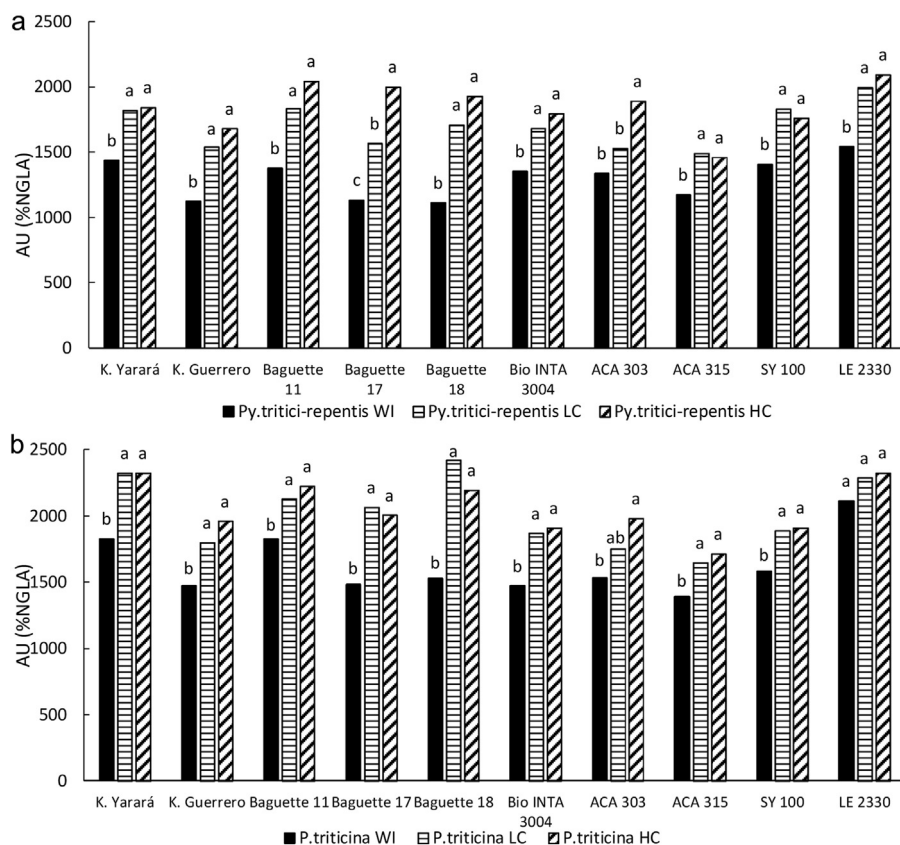 a
AU (%NGLA)
2500
2000
1500
1000
500
0
b a a b a a b a a c b a b a a b a a b b a b a a b a a b a a
K. Yarará K. Guerrero Baguette 11 Baguette 17 Baguette 18 Bio INTA 3004 ACA 303 ACA 315 SY 100 LE 2330
Py.tritici-repentis WI Py.tritici-repentis LC Py.tritici-repentis HC
b
AU (%NGLA)
2500
2000
1500
1000
500
0
b a a b a a b a a b a a b a a b a a b ab a b a a b a a a a a
K. Yarará K. Guerrero Baguette 11 Baguette 17 Baguette 18 Bio INTA 3004 ACA 303 ACA 315 SY 100 LE 2330
P.triticina WI P.triticina LC P.triticina HC